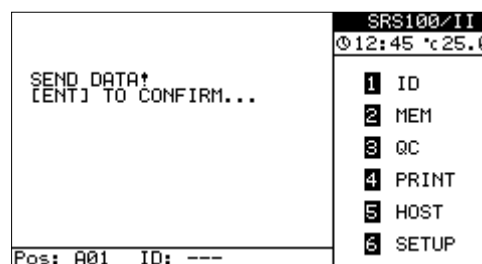 SRS100/II
12:45 °c25.0
SEND DATA!
[ENT] TO CONFIRM...
1 ID
2 MEM
3 QC
4 PRINT
5 HOST
6 SETUP
Pos: A01 ID: ---